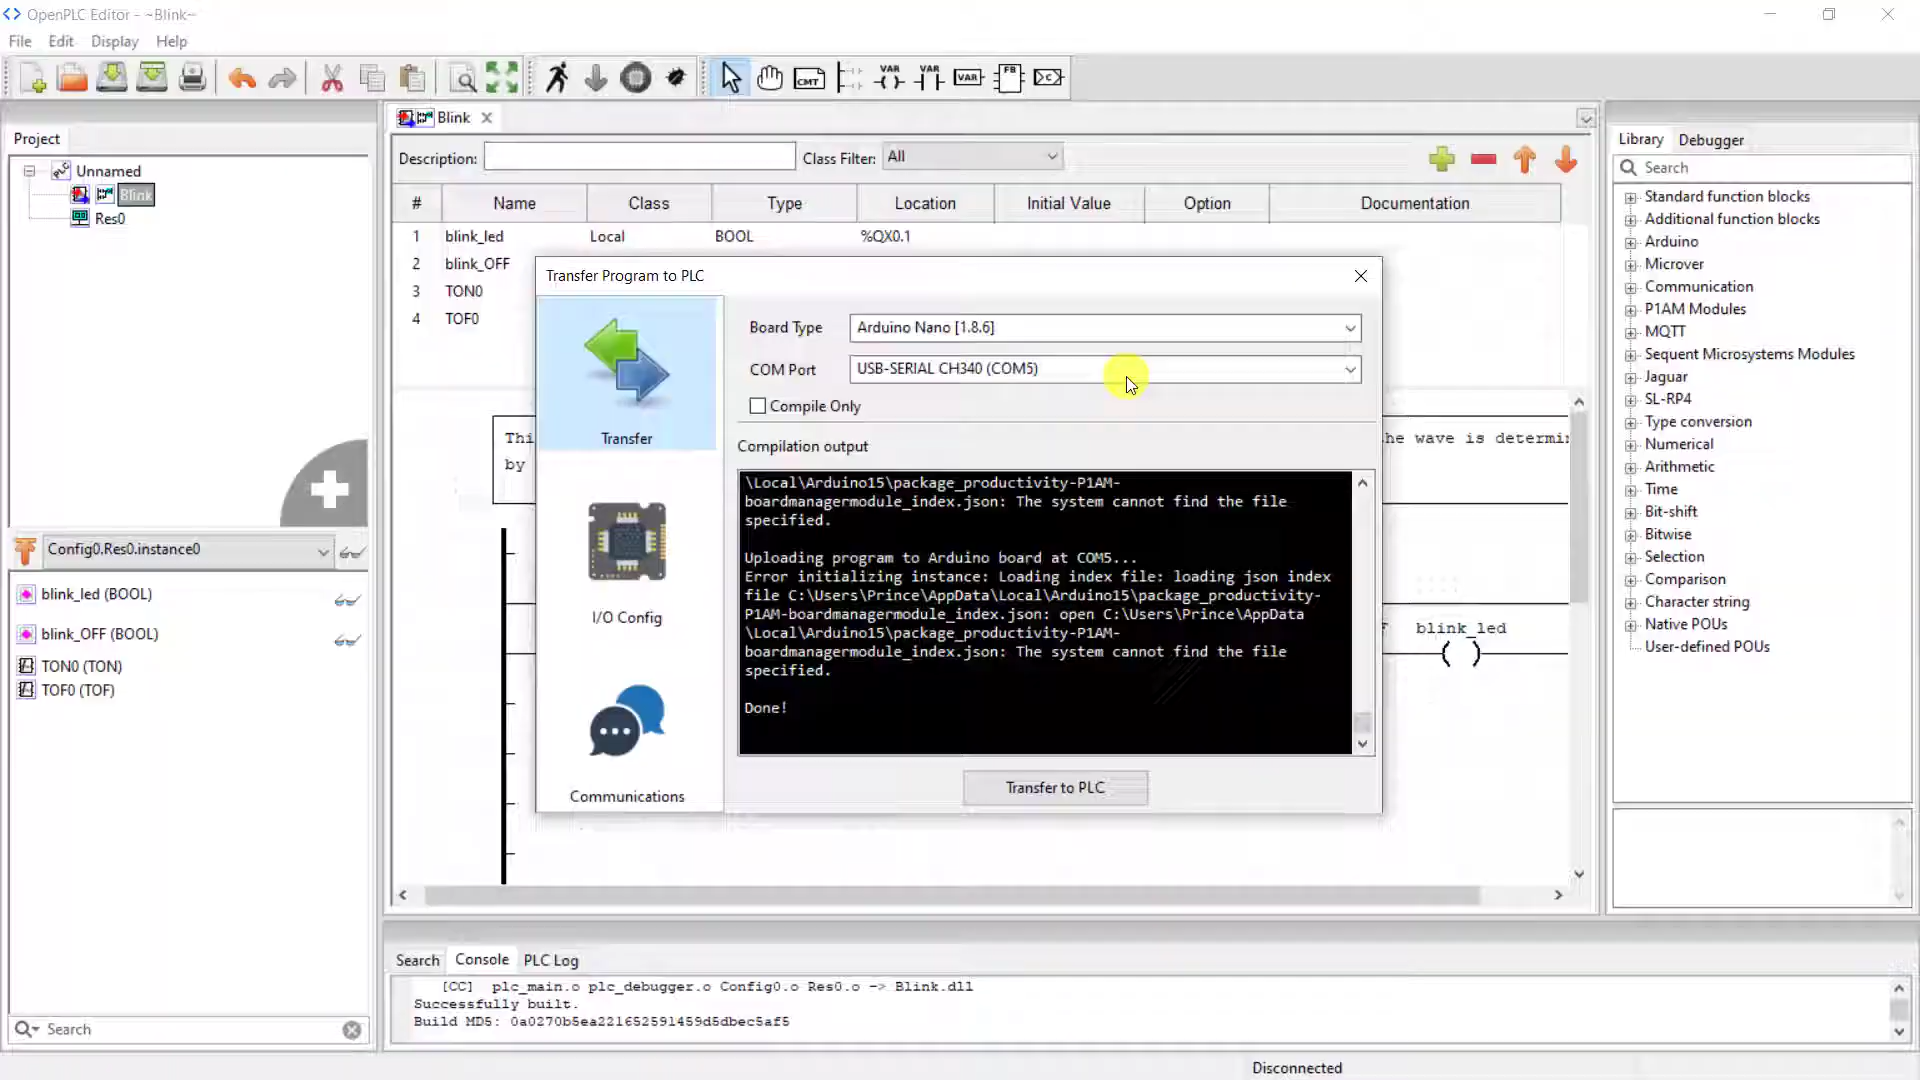 OpenPLC Editor - ~Blink~
File Edit Display Help
CMT VAR VAR VAR FB
Project
Unnamed
Blink
Res0
Config0.Res0.instance0
blink_led (BOOL)
blink_OFF (BOOL)
TON0 (TON)
TOF0 (TOF)
Search
Blink
Description: Class Filter: All
# Name Class Type Location Initial Value Option Documentation
1 blink_led Local BOOL %QX0.1
2 blink_OFF
3 TON0
4 TOF0
Thi
by
he wave is determi
blink_led
Transfer Program to PLC
Transfer
I/O Config
Communications
Board Type Arduino Nano [1.8.6]
COM Port USB-SERIAL CH340 (COM5)
Compile Only
Compilation output
\Local\Arduino15\package_productivity-P1AM-
boardmanagermodule_index.json: The system cannot find the file
specified.
Uploading program to Arduino board at COM5...
Error initializing instance: Loading index file: loading json index
file C:\Users\Prince\AppData\Local\Arduino15\package_productivity-
P1AM-boardmanagermodule_index.json: open C:\Users\Prince\AppData
\Local\Arduino15\package_productivity-P1AM-
boardmanagermodule_index.json: The system cannot find the file
specified.
Done!
Transfer to PLC
Search Console PLC Log
[CC] plc_main.o plc_debugger.o Config0.o Res0.o -> Blink.dll
Successfully built.
Build MD5: 0a0270b5ea221652591459d5dbec5af5
Library Debugger
Search
Standard function blocks
Additional function blocks
Arduino
Microver
Communication
P1AM Modules
MQTT
Sequent Microsystems Modules
Jaguar
SL-RP4
Type conversion
Numerical
Arithmetic
Time
Bit-shift
Bitwise
Selection
Comparison
Character string
Native POUs
User-defined POUs
Disconnected